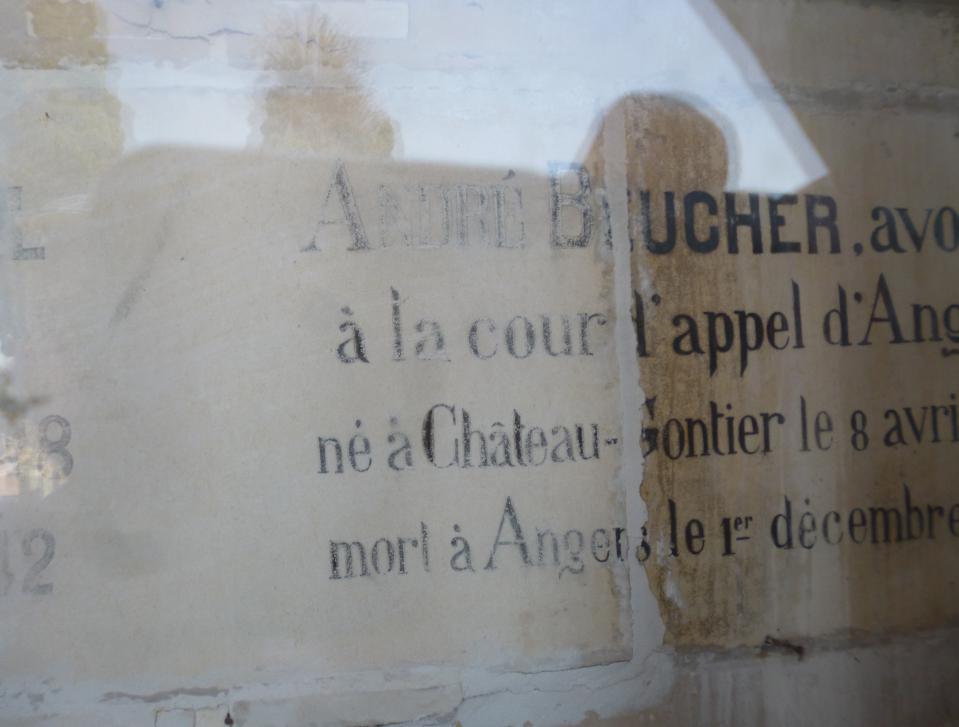 ANDRÉ BEUCHER, avo
à la cour d'appel d'Ang
né à Château-Gontier le 8 avri
mort à Angers le 1er décembre